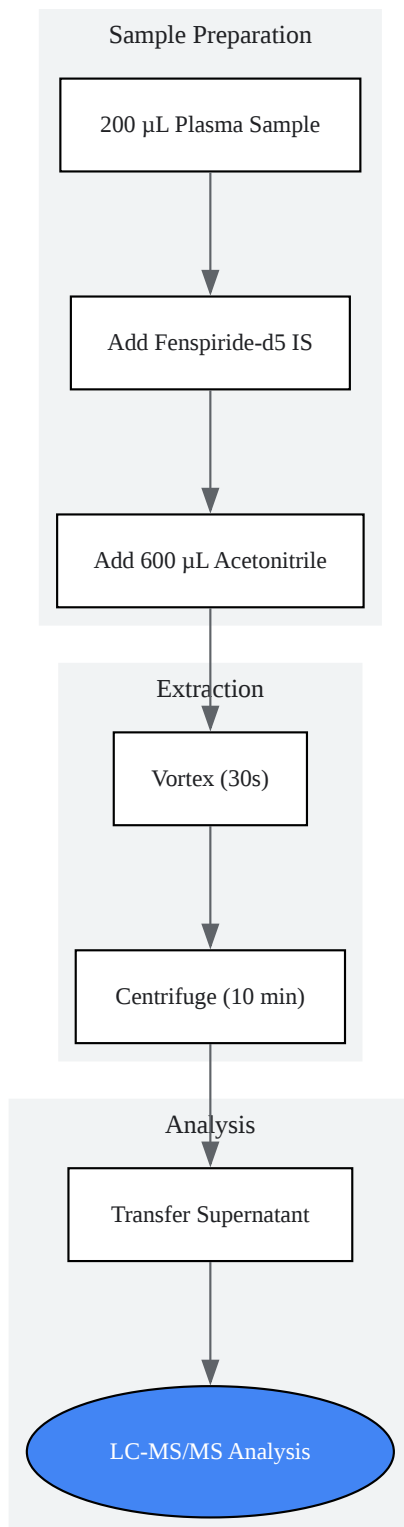 Sample Preparation
200 µL Plasma Sample
Add Fenspiride-d5 IS
Add 600 µL Acetonitrile
Extraction
Vortex (30s)
Centrifuge (10 min)
Analysis
Transfer Supernatant
LC-MS/MS Analysis